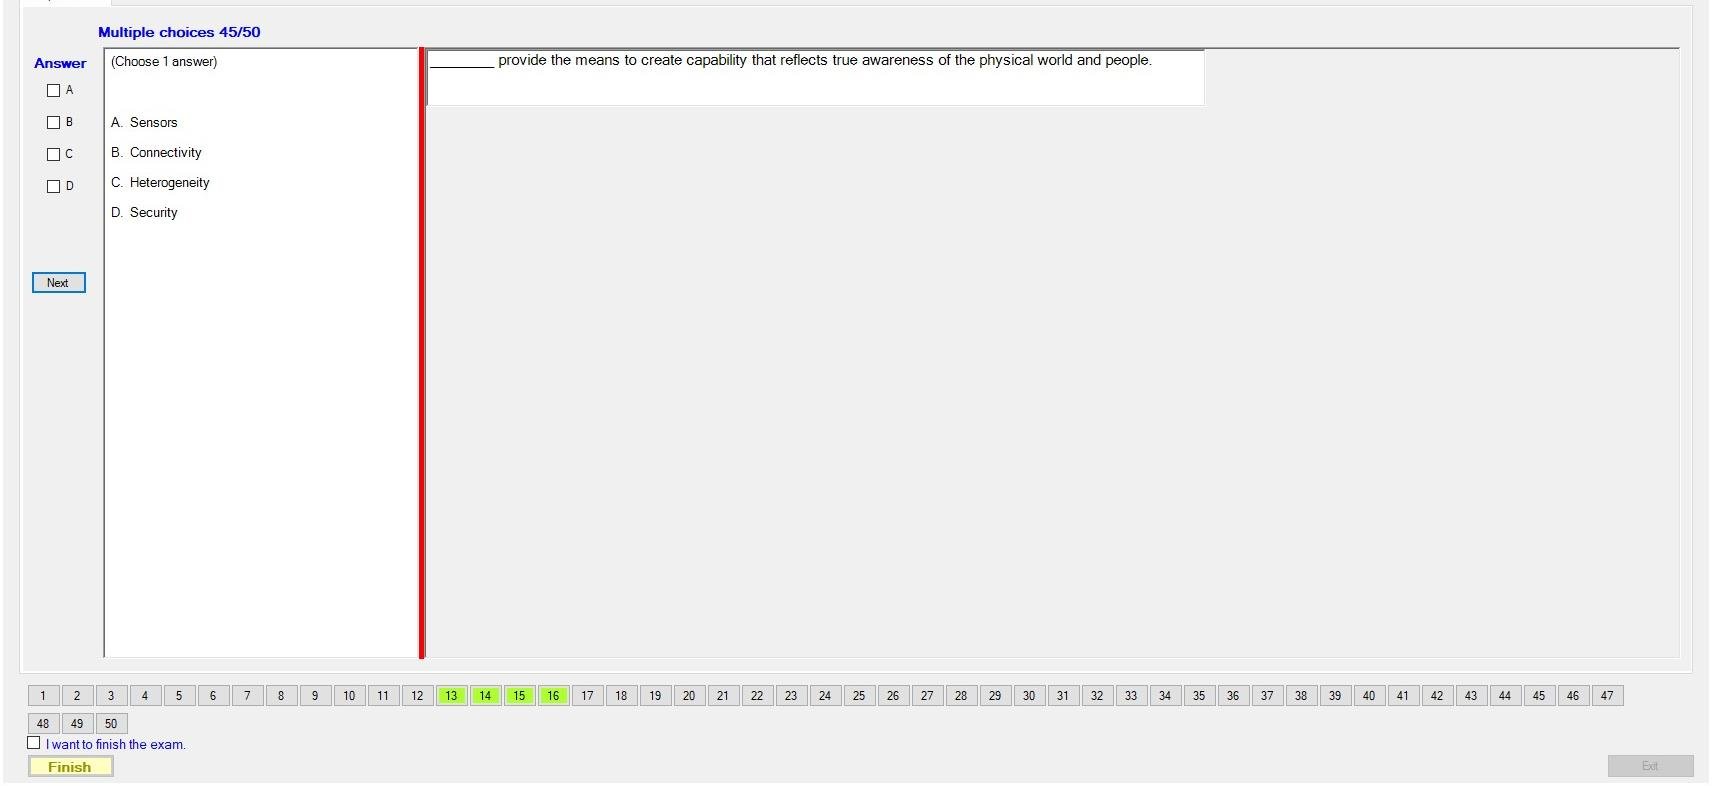 Multiple choices 45/50
Answer
A
B
C
D
Next
(Choose 1 answer)
A. Sensors
B. Connectivity
C. Heterogeneity
D. Security
________ provide the means to create capability that reflects true awareness of the physical world and people.
1 2 3 4 5 6 7 8 9 10 11 12 13 14 15 16 17 18 19 20 21 22 23 24 25 26 27 28 29 30 31 32 33 34 35 36 37 38 39 40 41 42 43 44 45 46 47
48 49 50
I want to finish the exam.
Finish
Exit